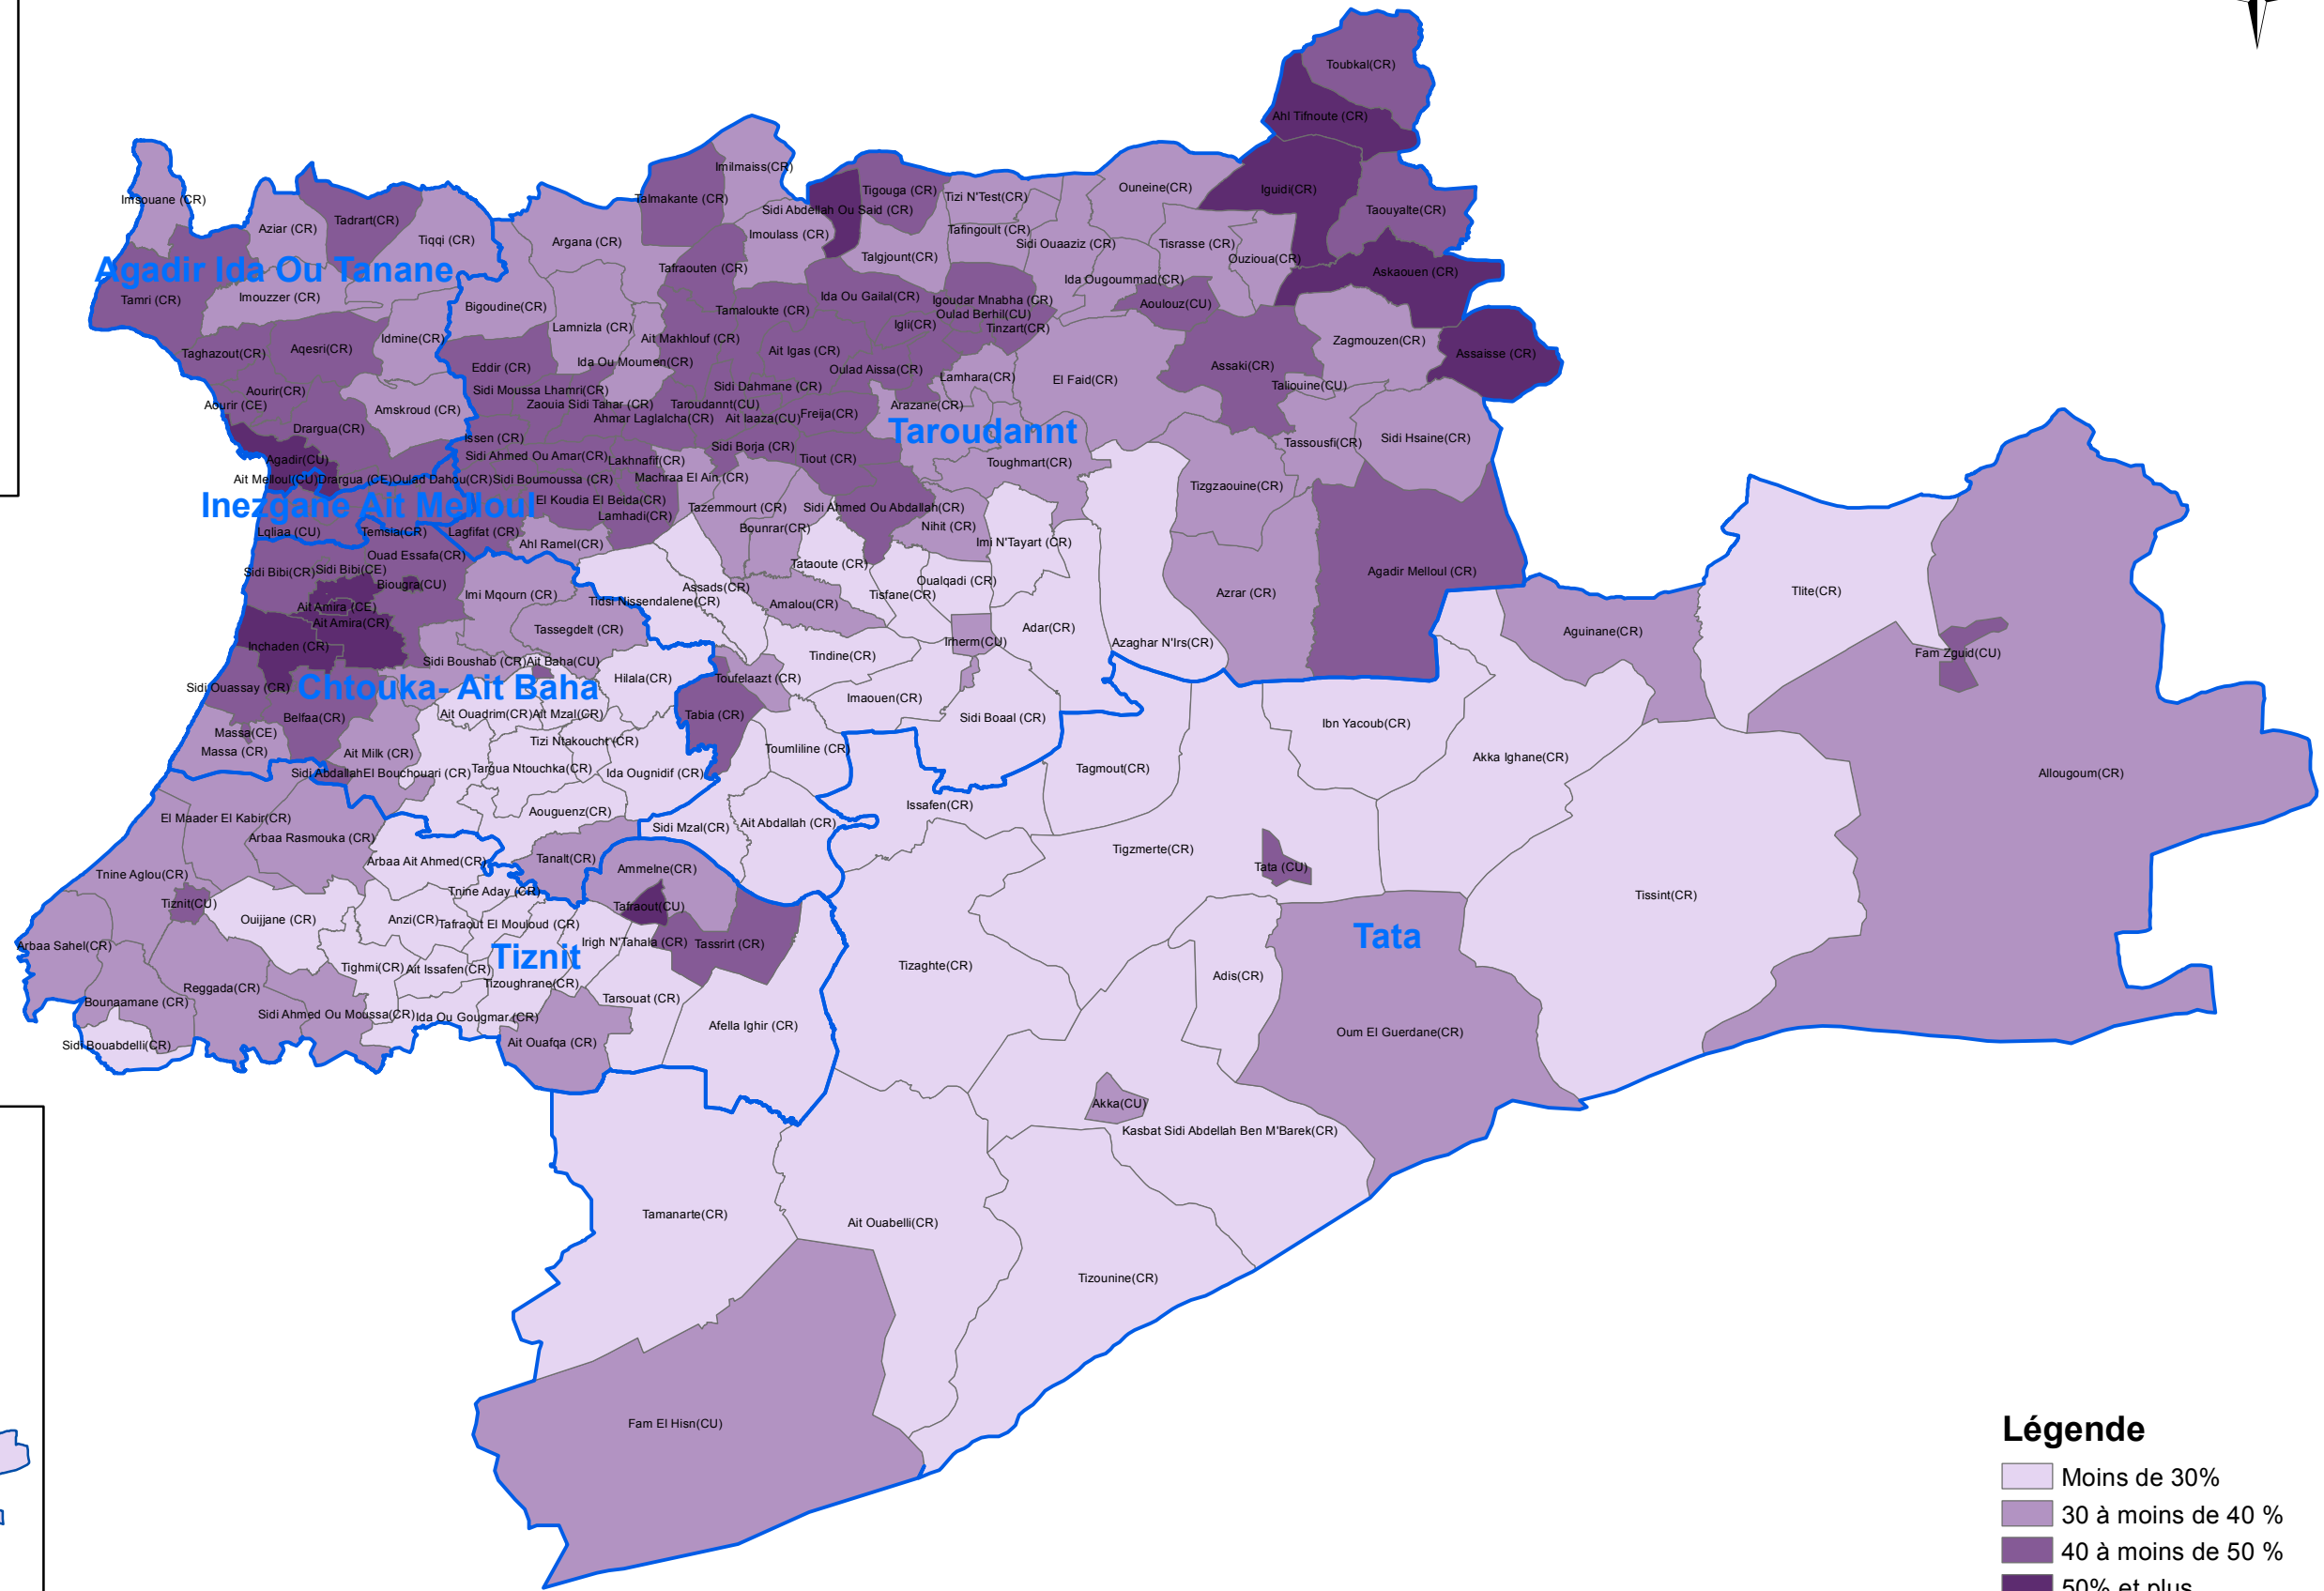 Toubkal(CR)
Ahl Tifnoute (CR)
Imilmaiss(CR)
Iguidi(CR)
Ouneine(CR)
Tigouga (CR)
Tizi N'Test(CR)
Talmakante (CR)
Imsouane (CR)
Sidi Abdellah Ou Said (CR)
Taouyalte(CR)
Tadrart(CR)
Aziar (CR)
Tafingoult (CR)
Imoulass (CR)
Tiqqi (CR)
Argana (CR)
Sidi Ouaaziz (CR)
Tisrasse (CR)
Talgjount(CR)
Ouzioua(CR)
Tafraouten (CR)
Agadir Ida Ou Tanane
Askaouen (CR)
Ida Ougoummad(CR)
Tamri (CR)
Imouzzer (CR)
Ida Ou Gailal(CR)
Igoudar Mnabha (CR)
Aoulouz(CU)
Bigoudine(CR)
Tamaloukte (CR)
Oulad Berhil(CU)
Igli(CR)
Tinzart(CR)
Lamnizla (CR)
Idmine(CR)
Ait Makhlouf (CR)
Zagmouzen(CR)
Aqesri(CR)
Ait Igas (CR)
Taghazout(CR)
Assaisse (CR)
Ida Ou Moumen(CR)
Eddir (CR)
Assaki(CR)
Oulad Aissa(CR)
Lamhara(CR)
El Faid(CR)
Sidi Dahmane (CR)
Taliouine(CU)
Aourir(CR)
Sidi Moussa Lhamri(CR)
Aourir (CE)
Zaouia Sidi Tahar (CR)
Taroudannt(CU)
Arazane(CR)
Amskroud (CR)
Freija(CR)
Ahmar Laglalcha(CR)
Ait Iaaza(CU)
Drargua(CR)
Taroudannt
Issen (CR)
Sidi Hsaine(CR)
Tassousfi(CR)
Sidi Borja (CR)
Sidi Ahmed Ou Amar(CR)
Tiout (CR)
Agadir(CU)
Lakhnafif(CR)
Toughmart(CR)
Ait Melloul(CU)
Drargua (CE)
Oulad Dahou(CR)
Sidi Boumoussa (CR)
Machraa El Ain (CR)
Tizgzaouine(CR)
El Koudia El Beida(CR)
Inezgane Ait Melloul
Tazemmourt (CR)
Sidi Ahmed Ou Abdallah(CR)
Lamhadi(CR)
Bounrar(CR)
Nihit (CR)
Lqliaa (CU)
Temsia(CR)
Lagfifat (CR)
Ahl Ramel(CR)
Imi N'Tayart (CR)
Ouad Essafa(CR)
Tataoute (CR)
Sidi Bibi(CR)
Sidi Bibi(CE)
Agadir Melloul (CR)
Biougra(CU)
Assads(CR)
Oualqadi (CR)
Tlite(CR)
Imi Mqourn (CR)
Tisfane(CR)
Azrar (CR)
Tidsi Nissendalene(CR)
Amalou(CR)
Ait Amira (CE)
Ait Amira(CR)
Tassegdelt (CR)
Adar(CR)
Aguinane(CR)
Inchaden (CR)
Irherm(CU)
Azaghar N'Irs(CR)
Fam Zguid(CU)
Tindine(CR)
Sidi Boushab (CR)
Ait Baha(CU)
Hilala(CR)
Toufelaazt (CR)
Sidi Ouassay (CR)
Chtouka- Ait Baha
Imaouen(CR)
Ait Ouadrim(CR)
Ait Mzal(CR)
Tabia (CR)
Belfaa(CR)
Sidi Boaal (CR)
Ibn Yacoub(CR)
Massa(CE)
Massa (CR)
Tizi Ntakoucht (CR)
Toumliline (CR)
Ait Milk (CR)
Akka Ighane(CR)
Targua Ntouchka(CR)
Tagmout(CR)
Sidi AbdallahEl Bouchouari (CR)
Ida Ougnidif (CR)
Allougoum(CR)
Issafen(CR)
Aouguenz(CR)
El Maader El Kabir(CR)
Sidi Mzal(CR)
Ait Abdallah (CR)
Arbaa Rasmouka (CR)
Tigzmerte(CR)
Arbaa Ait Ahmed(CR)
Tanalt(CR)
Ammelne(CR)
Tata (CU)
Tnine Aglou(CR)
Tnine Aday (CR)
Tissint(CR)
Tiznit(CU)
Tafraout(CU)
Ouijjane (CR)
Anzi(CR)
Tafraout El Mouloud (CR)
Tata
Arbaa Sahel(CR)
Irigh N'Tahala (CR)
Tassrirt (CR)
Tiznit
Tighmi(CR)
Ait Issafen(CR)
Tizaghte(CR)
Adis(CR)
Reggada(CR)
Tizoughrane(CR)
Bounaamane (CR)
Tarsouat (CR)
Sidi Ahmed Ou Moussa(CR)
Ida Ou Gougmar (CR)
Afella Ighir (CR)
Oum El Guerdane(CR)
Sidi Bouabdelli(CR)
Ait Ouafqa (CR)
Akka(CU)
Kasbat Sidi Abdellah Ben M'Barek(CR)
Tamanarte(CR)
Ait Ouabelli(CR)
Tizounine(CR)
Fam El Hisn(CU)
Légende
Moins de 30%
30 à moins de 40 %
40 à moins de 50 %
50% et plus